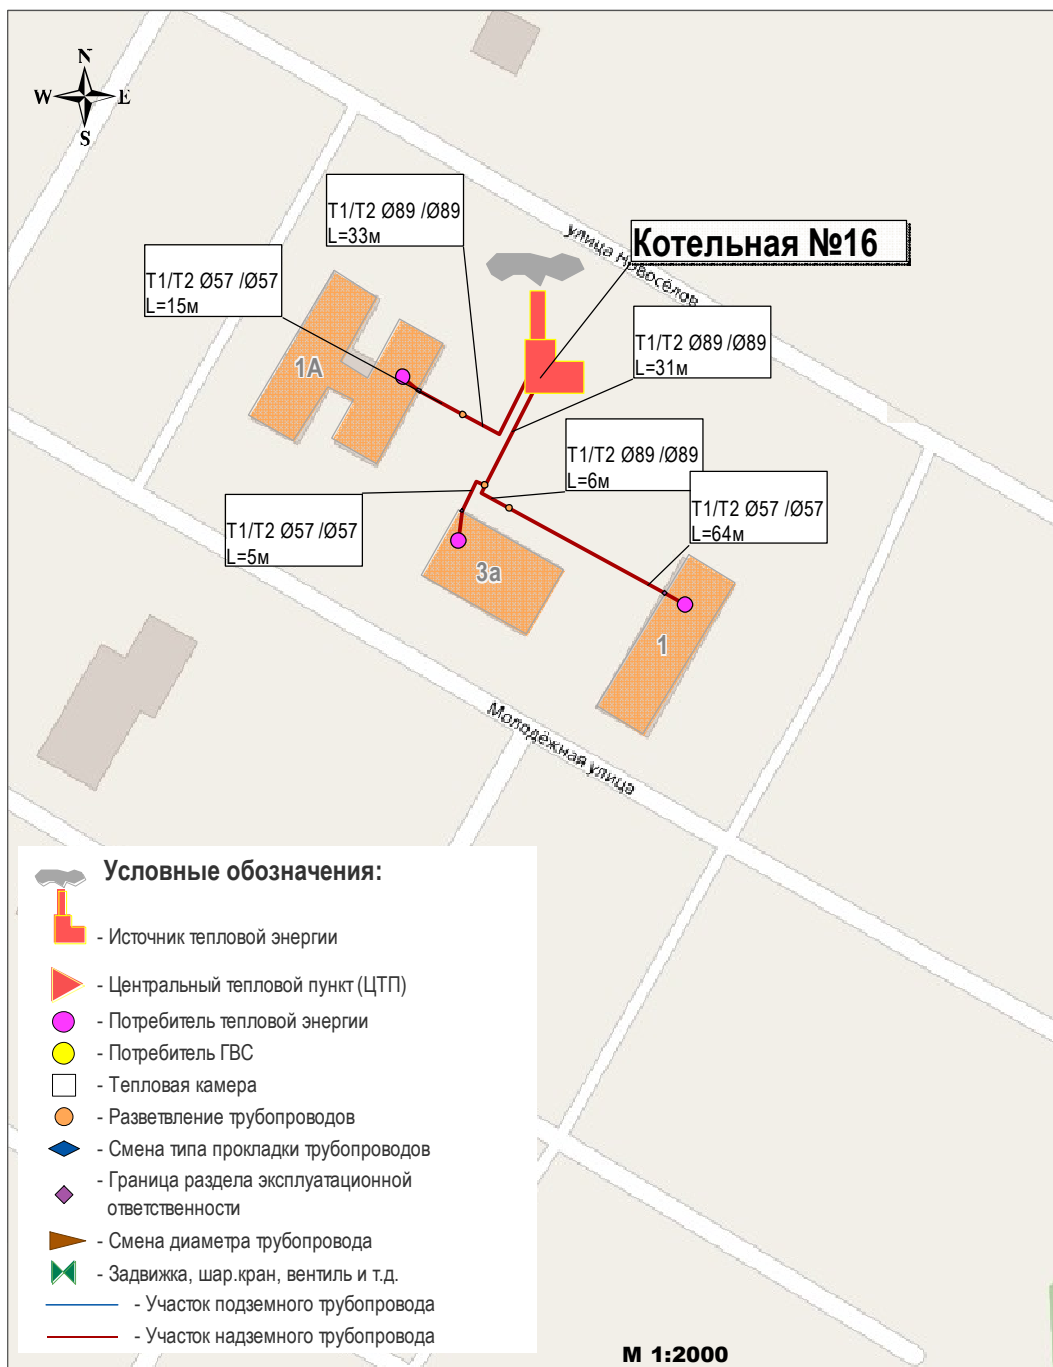 N
W E
S
Т1/Т2 Ø89 /Ø89
L=33м
улица Новосёлов
Котельная №16
Т1/Т2 Ø57 /Ø57
L=15м
Т1/Т2 Ø89 /Ø89
L=31м
1А
Т1/Т2 Ø89 /Ø89
L=6м
Т1/Т2 Ø57 /Ø57
L=64м
Т1/Т2 Ø57 /Ø57
L=5м
3а
1
Молодёжная улица
Условные обозначения:
- Источник тепловой энергии
- Центральный тепловой пункт (ЦТП)
- Потребитель тепловой энергии
- Потребитель ГВС
- Тепловая камера
- Разветвление трубопроводов
- Смена типа прокладки трубопроводов
- Граница раздела эксплуатационной
ответственности
- Смена диаметра трубопровода
- Задвижка, шар.кран, вентиль и т.д.
- Участок подземного трубопровода
- Участок надземного трубопровода
М 1:2000